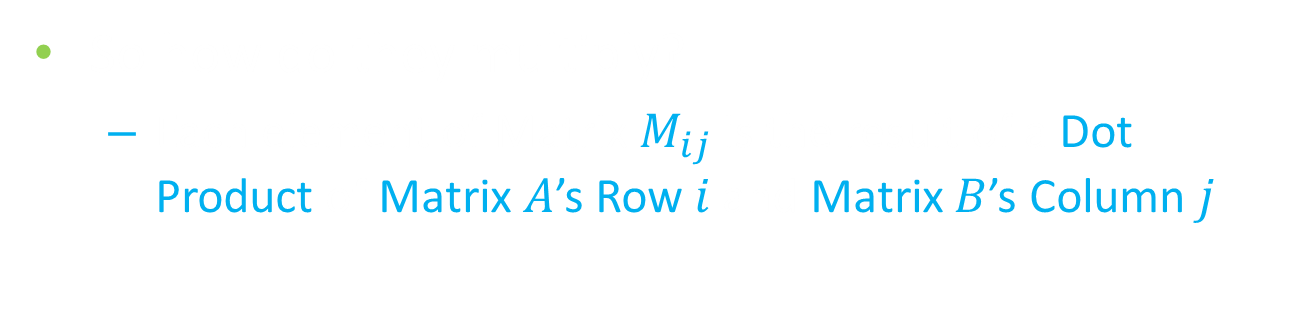 •
– M_{ij} Dot
Product Matrix A’s Row i Matrix B’s Column j